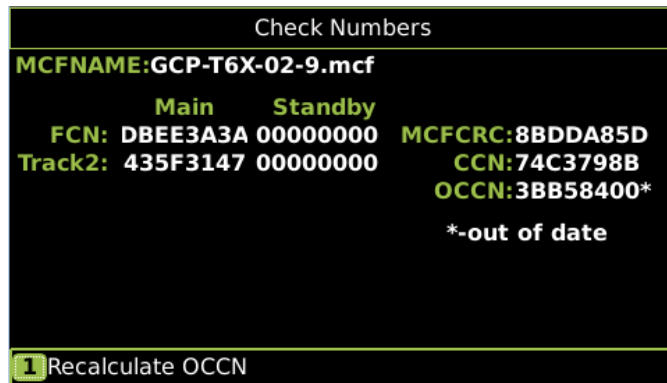 Check Numbers
MCFNAME:GCP-T6X-02-9.mcf
Main Standby
FCN: DBEE3A3A 00000000 MCFCRC:8BDDA85D
Track2: 435F3147 00000000 CCN:74C3798B
OCCN:3BB58400*
*-out of date
1 Recalculate OCCN